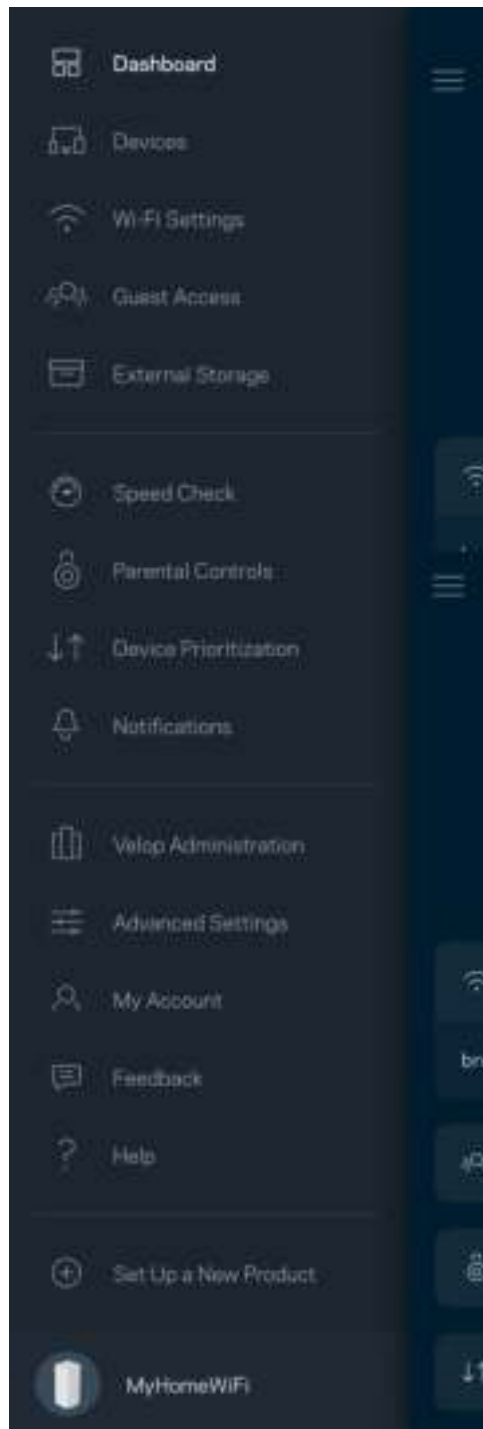 Dashboard
Devices
Wi-Fi Settings
Guest Access
External Storage
Speed Check
Parental Controls
Device Prioritization
Notifications
Velop Administration
Advanced Settings
My Account
Feedback
Help
Set Up a New Product
MyHomeWiFi